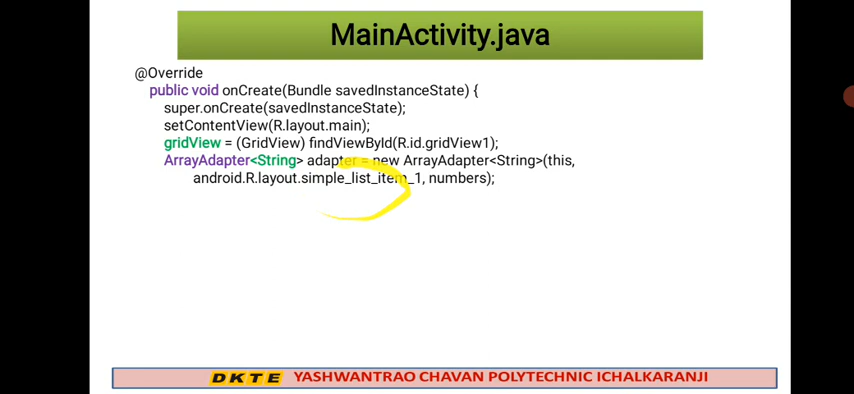 MainActivity.java
@Override
public void onCreate(Bundle savedInstanceState) {
super.onCreate(savedInstanceState);
setContentView(R.layout.main);
gridView = (GridView) findViewById(R.id.gridView1);
ArrayAdapter<String> adapter = new ArrayAdapter<String>(this,
android.R.layout.simple_list_item_1, numbers);
DKTE YASHWANTRAO CHAVAN POLYTECHNIC ICHALKARANJI